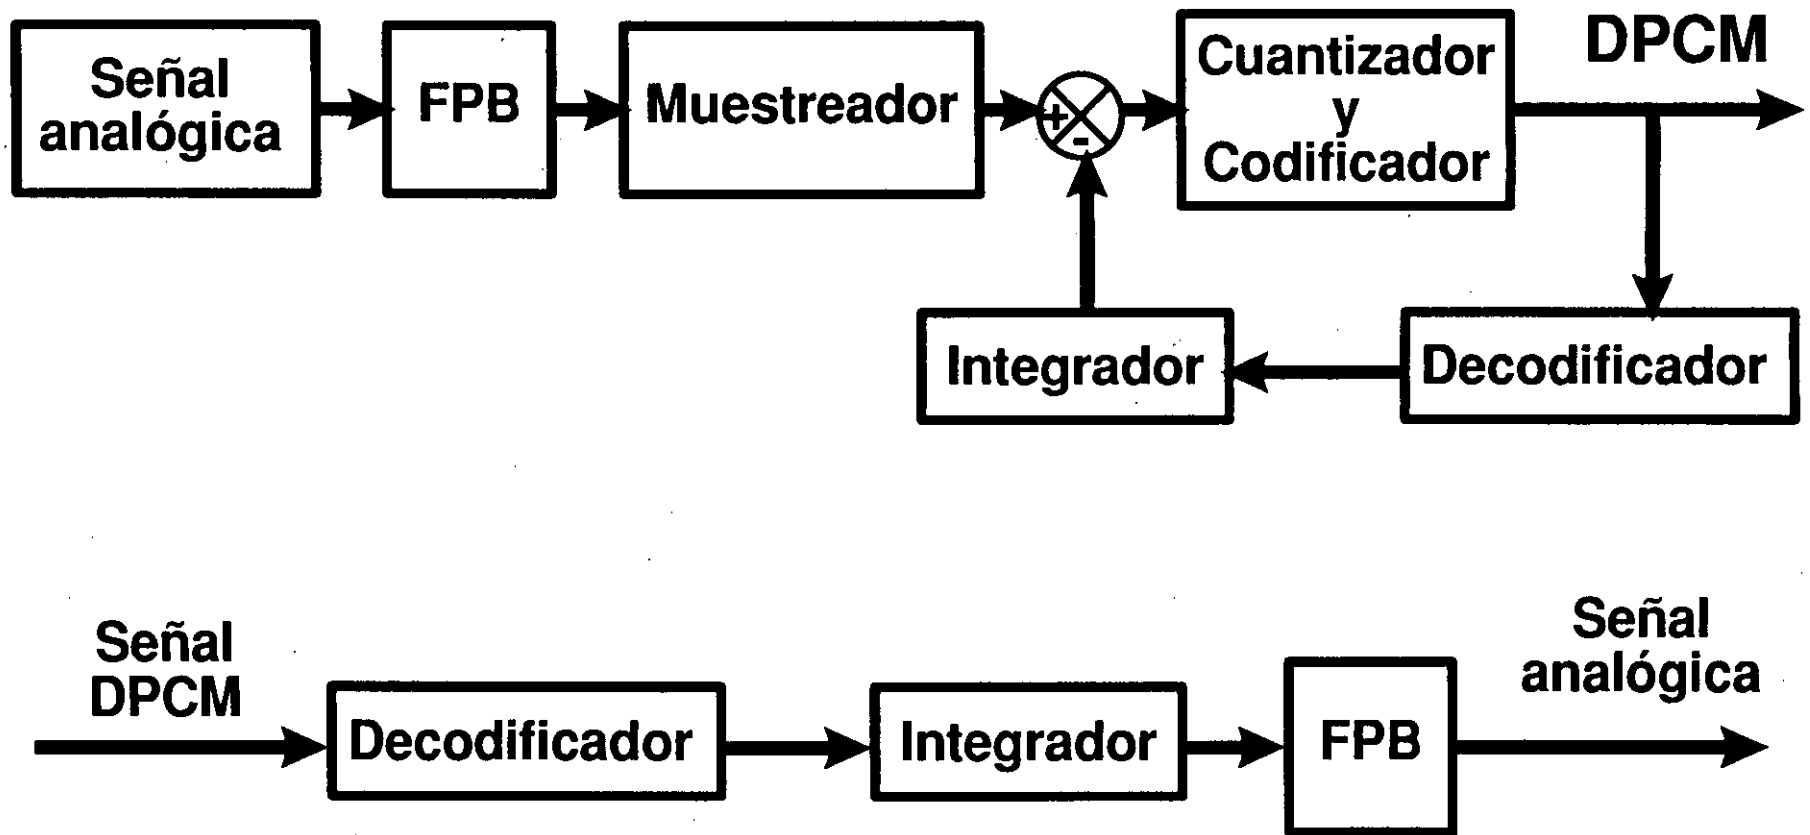 Señal
analógica
FPB
Muestreador
+
-
Cuantizador
y
Codificador
DPCM
Integrador
Decodificador
Señal
DPCM
Decodificador
Integrador
FPB
Señal
analógica